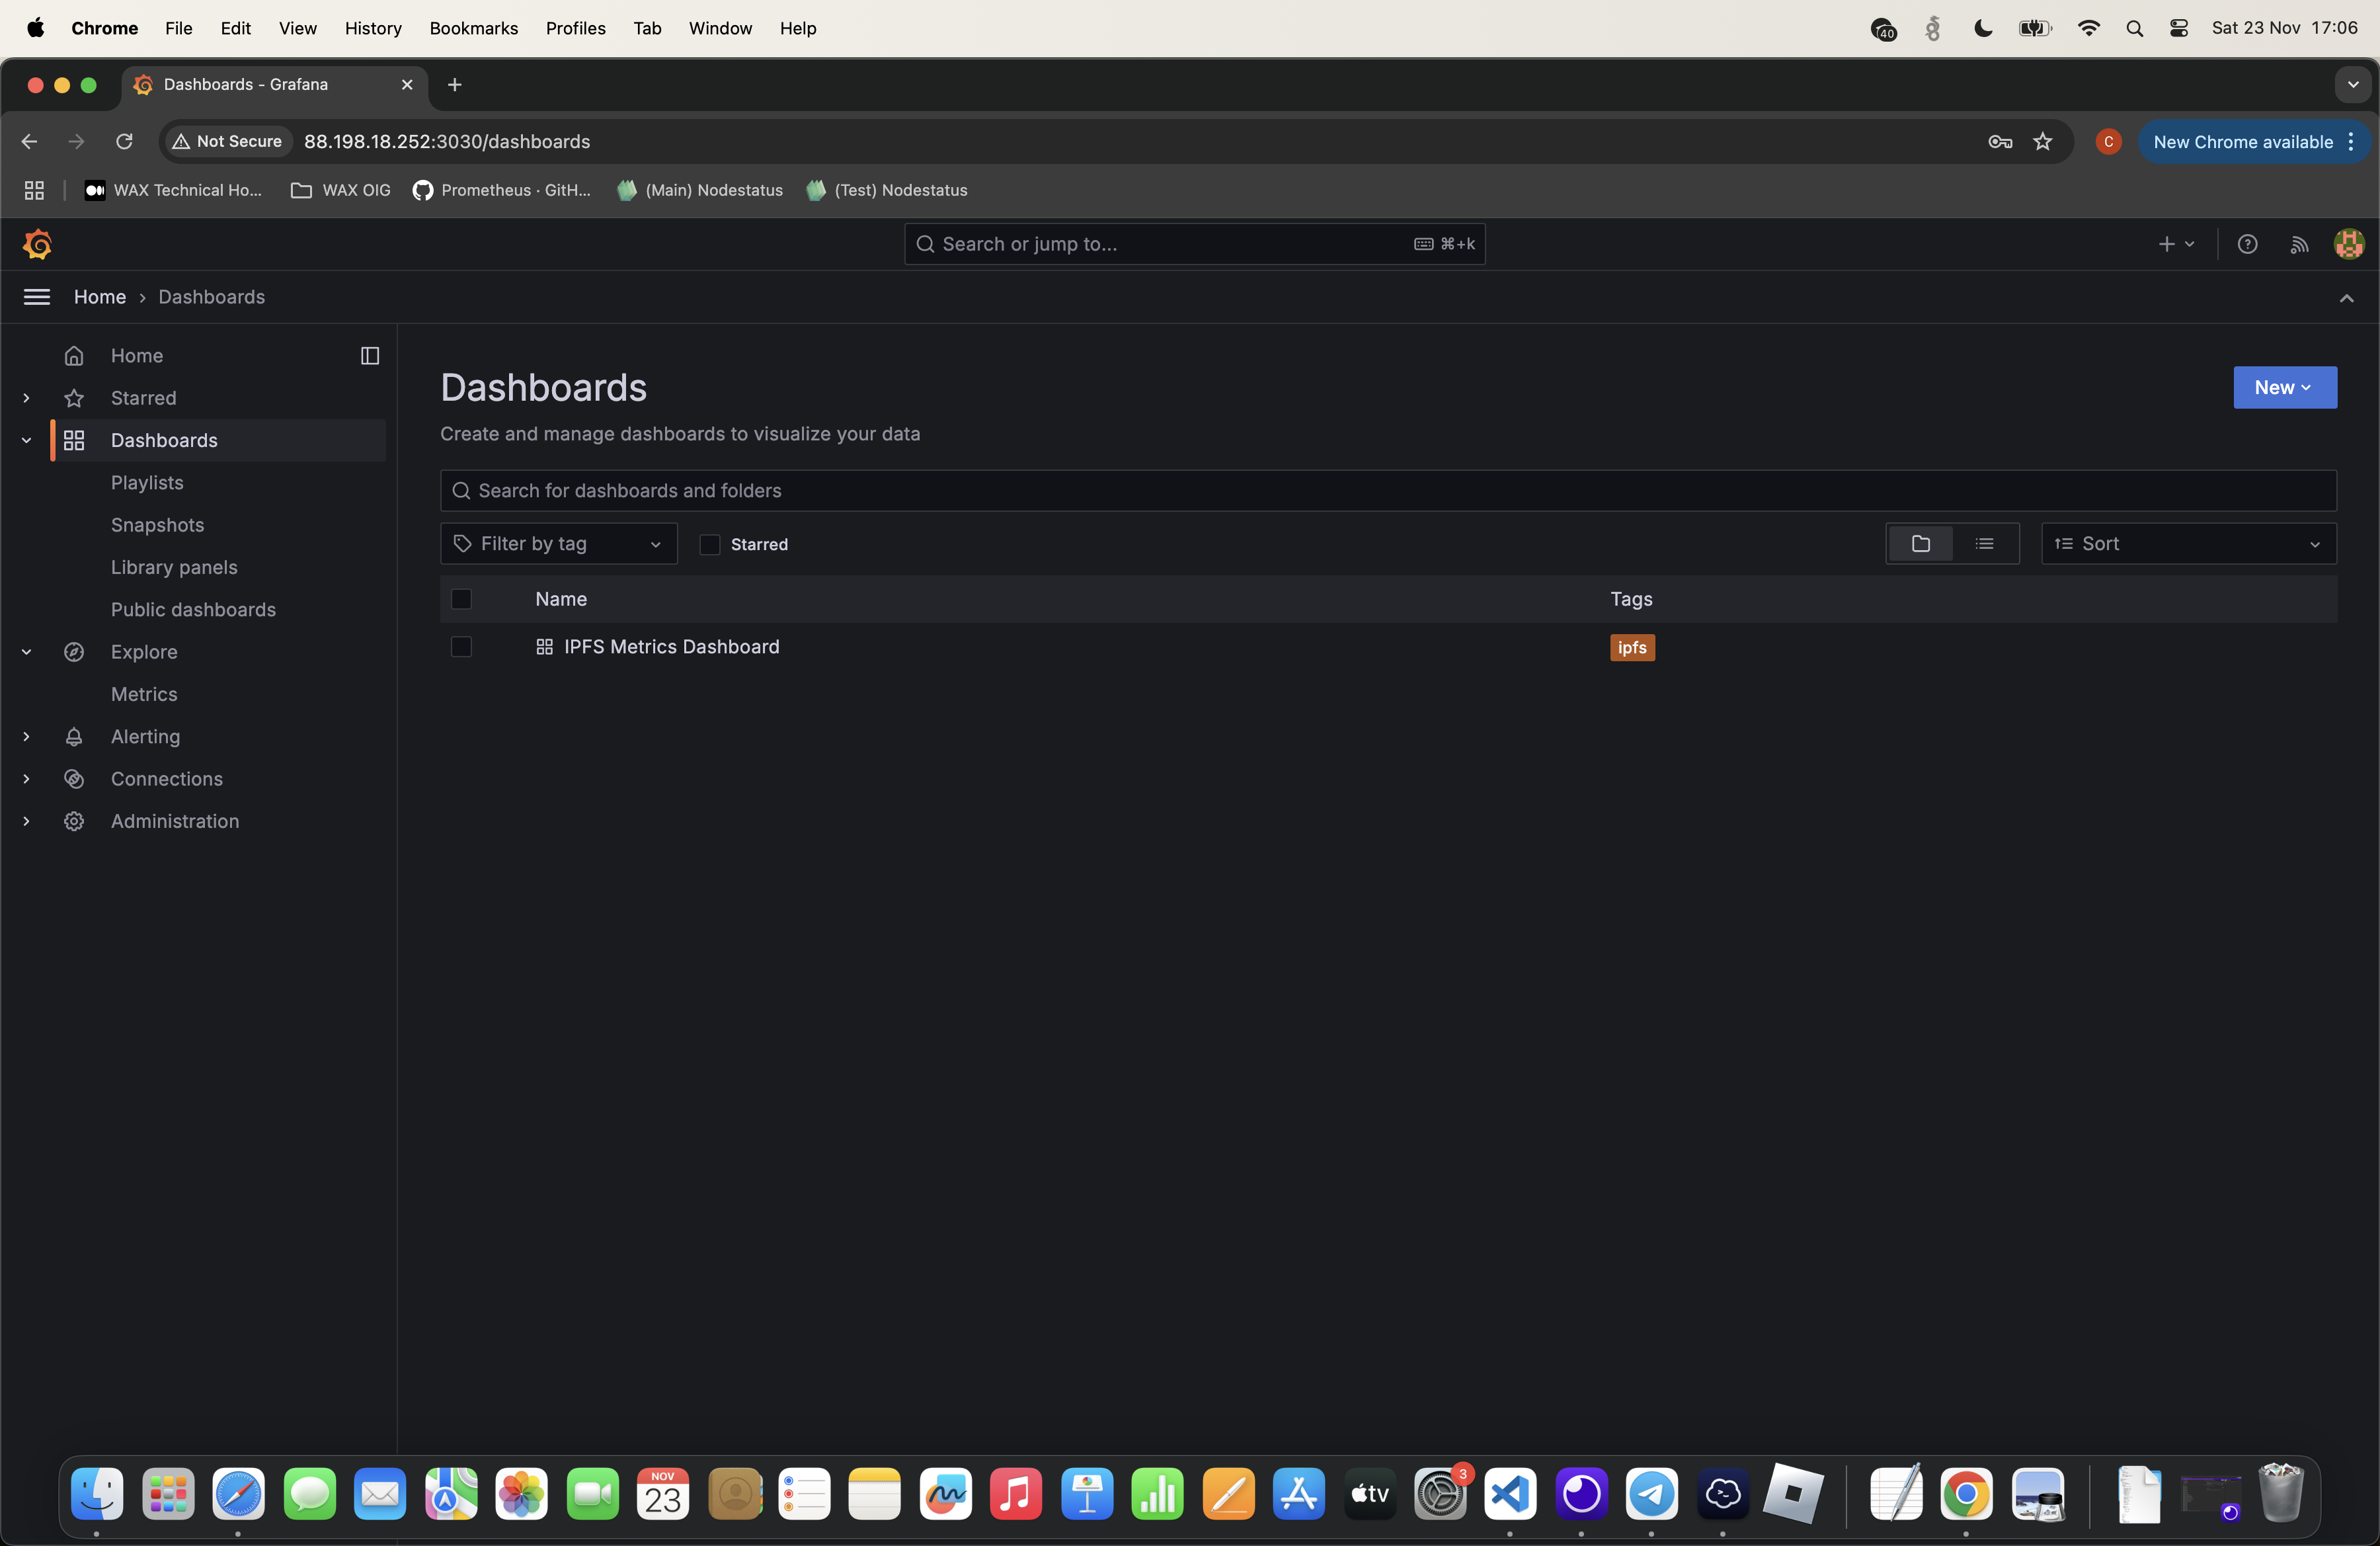 Chrome File Edit View History Bookmarks Profiles Tab Window Help 40 Sat 23 Nov 17:06
Dashboards - Grafana
Not Secure 88.198.18.252:3030/dashboards C New Chrome available
WAX Technical Ho... WAX OIG Prometheus · GitH... (Main) Nodestatus (Test) Nodestatus
Search or jump to... ⌘+k
Home › Dashboards
Home
Starred
Dashboards
Playlists
Snapshots
Library panels
Public dashboards
Explore
Metrics
Alerting
Connections
Administration
Dashboards
New
Create and manage dashboards to visualize your data
Search for dashboards and folders
Filter by tag Starred Sort
Name Tags
IPFS Metrics Dashboard ipfs
NOV
23
tv
3